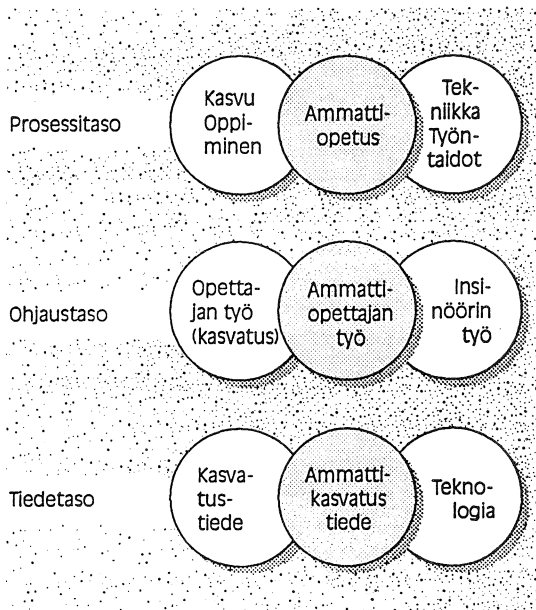 Prosessitaso
Kasvu
Oppi-
minen
Ammatti-
opetus
Tek-
niikka
Työn-
taidot
Ohjaustaso
Opetta-
jan työ
(kasvatus)
Ammatti-
opettajan
työ
Insi-
nöörin
työ
Tiedetaso
Kasva-
tus-
tiede
Ammatti-
kasvatus
tiede
Tekno-
logia